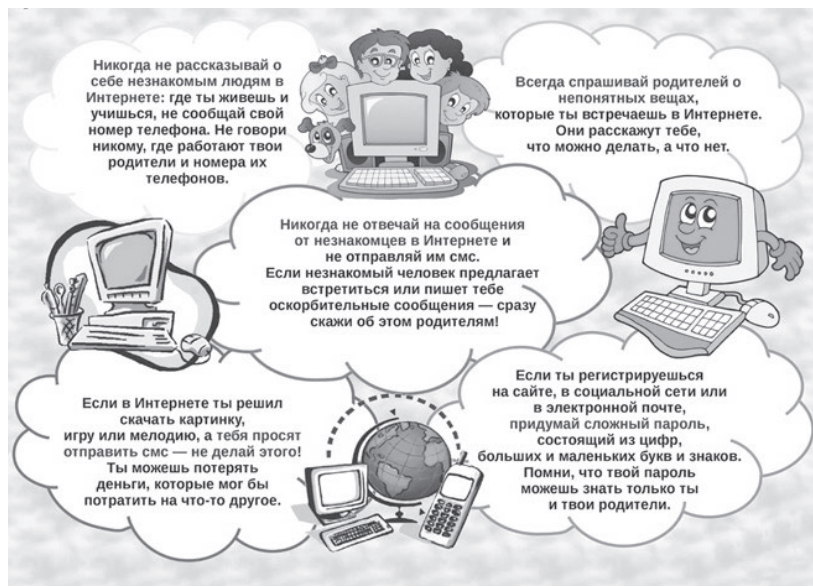 Никогда не рассказывай о
себе незнакомым людям в
Интернете: где ты живешь и
учишься, не сообщай свой
номер телефона. Не говори
никому, где работают твои
родители и номера их
телефонов.
Всегда спрашивай родителей о
непонятных вещах,
которые ты встречаешь в Интернете.
Они расскажут тебе,
что можно делать, а что нет.
Никогда не отвечай на сообщения
от незнакомцев в Интернете и
не отправляй им смс.
Если незнакомый человек предлагает
встретиться или пишет тебе
оскорбительные сообщения — сразу
скажи об этом родителям!
Если в Интернете ты решил
скачать картинку,
игру или мелодию, а тебя просят
отправить смс — не делай этого!
Ты можешь потерять
деньги, которые мог бы
потратить на что-то другое.
Если ты регистрируешься
на сайте, в социальной сети или
в электронной почте,
придумай сложный пароль,
состоящий из цифр,
больших и маленьких букв и знаков.
Помни, что твой пароль
можешь знать только ты
и твои родители.